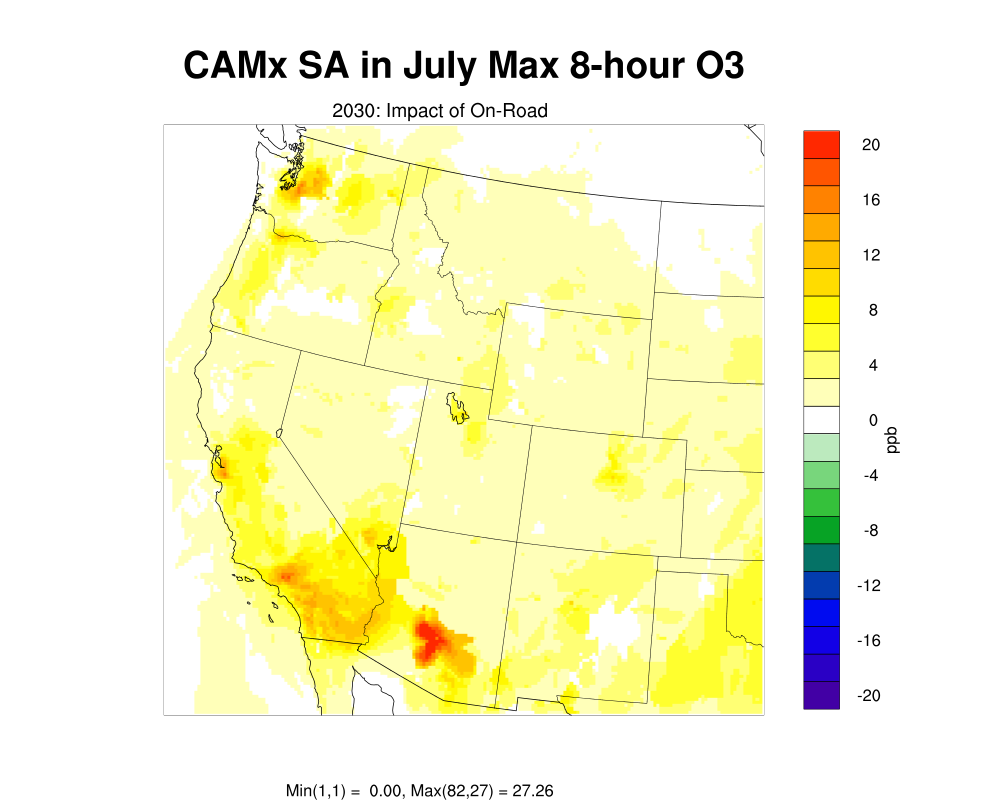 CAMx SA in July Max 8-hour O3
2030: Impact of On-Road
20
16
12
8
4
0
-4
-8
-12
-16
-20
ppb
Min(1,1) =  0.00, Max(82,27) = 27.26